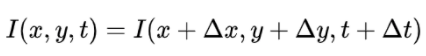 I(x, y, t) = I(x + Δx, y + Δy, t + Δt)